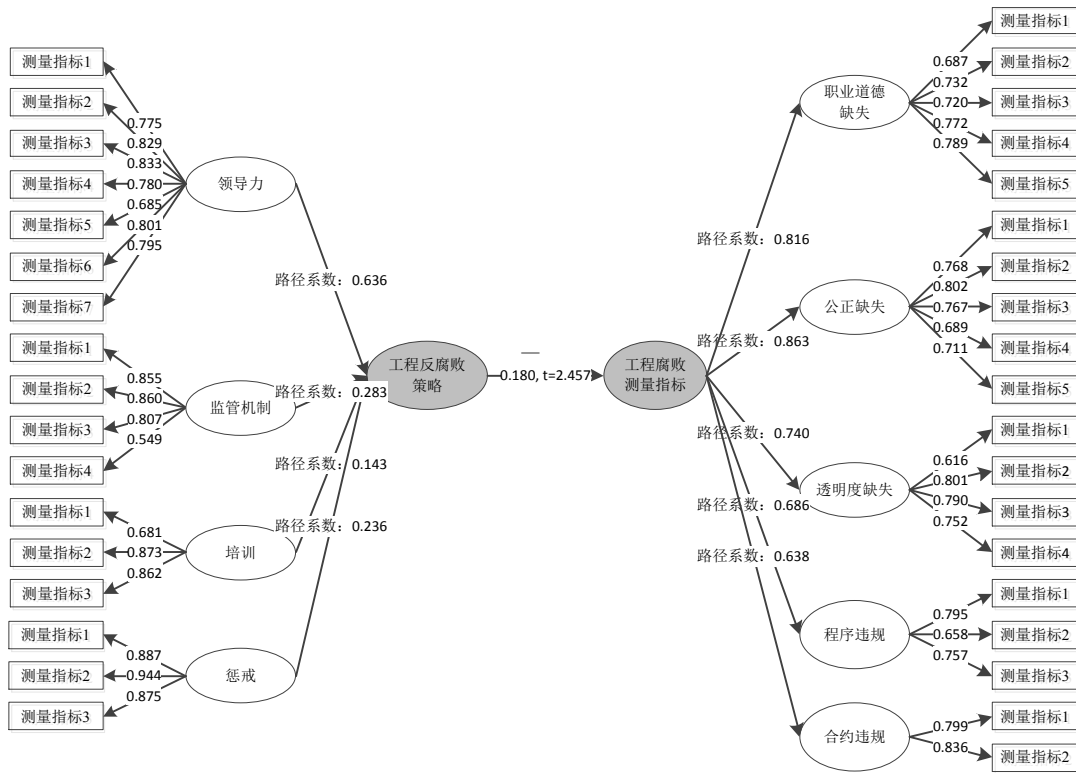 测量指标1
测量指标2
测量指标3
测量指标4
测量指标5
测量指标6
测量指标7
0.775
0.829
0.833
0.780
0.685
0.801
0.795
领导力
路径系数：0.636
测量指标1
测量指标2
测量指标3
测量指标4
0.855
0.860
0.807
0.549
监管机制
路径系数：0.283
测量指标1
测量指标2
测量指标3
0.681
0.873
0.862
培训
路径系数：0.143
测量指标1
测量指标2
测量指标3
0.887
0.944
0.875
惩戒
路径系数：0.236
工程反腐败
策略
—
0.180, t=2.457
工程腐败
测量指标
路径系数：0.816
职业道德
缺失
0.687
0.732
0.720
0.772
0.789
测量指标1
测量指标2
测量指标3
测量指标4
测量指标5
路径系数：0.863
公正缺失
0.768
0.802
0.767
0.689
0.711
测量指标1
测量指标2
测量指标3
测量指标4
测量指标5
路径系数：0.740
透明度缺失
0.616
0.801
0.790
0.752
测量指标1
测量指标2
测量指标3
测量指标4
路径系数：0.686
程序违规
0.795
0.658
0.757
测量指标1
测量指标2
测量指标3
路径系数：0.638
合约违规
0.799
0.836
测量指标1
测量指标2